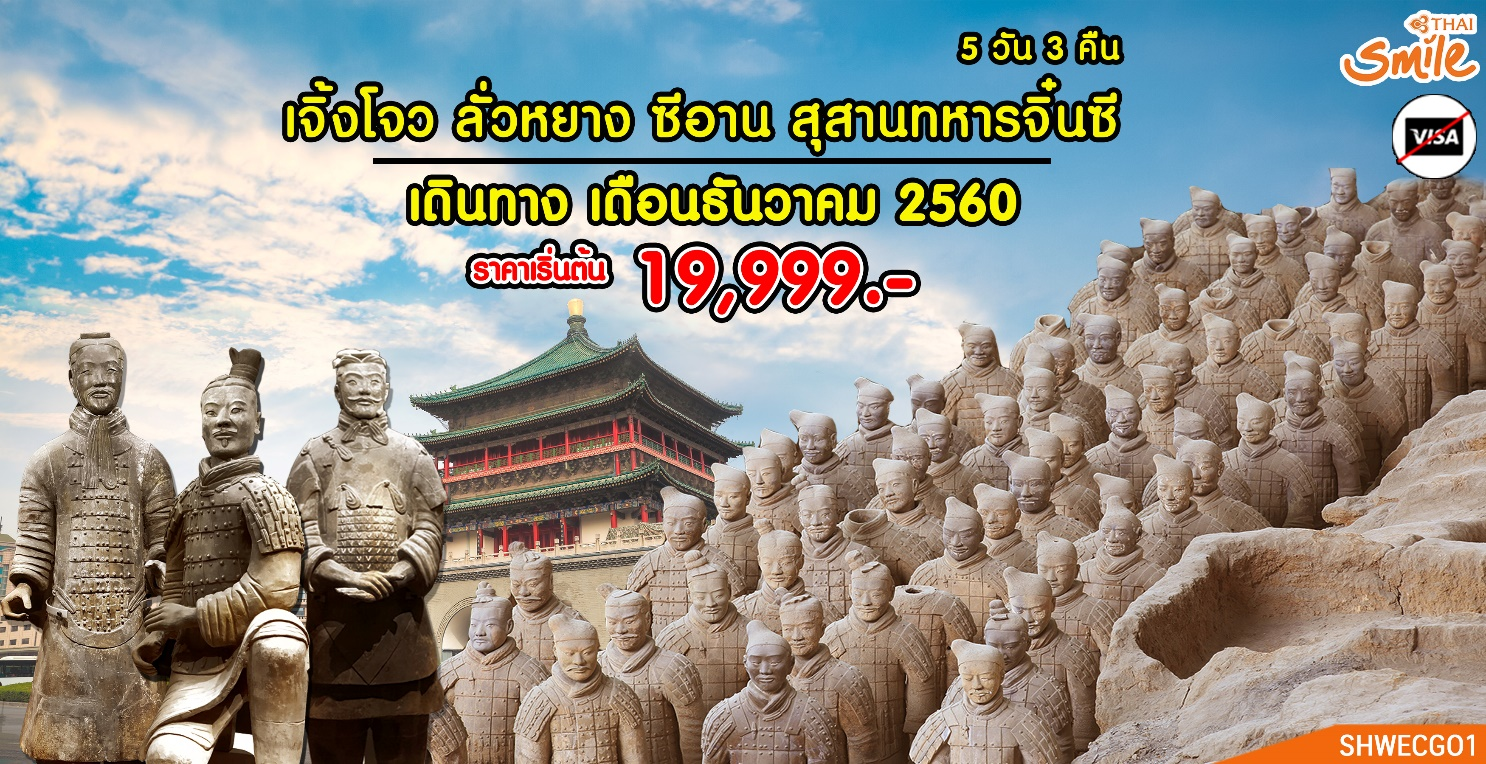 5 วัน 3 คืน
THAI
Smile
เจิ้งโจว ลั่วหยาง ซีอาน สุสานทหารจิ๋นซี
VISA
เดินทาง เดือนธันวาคม 2560
ราคาเริ่มต้น 19,999.-
SHWECGO1